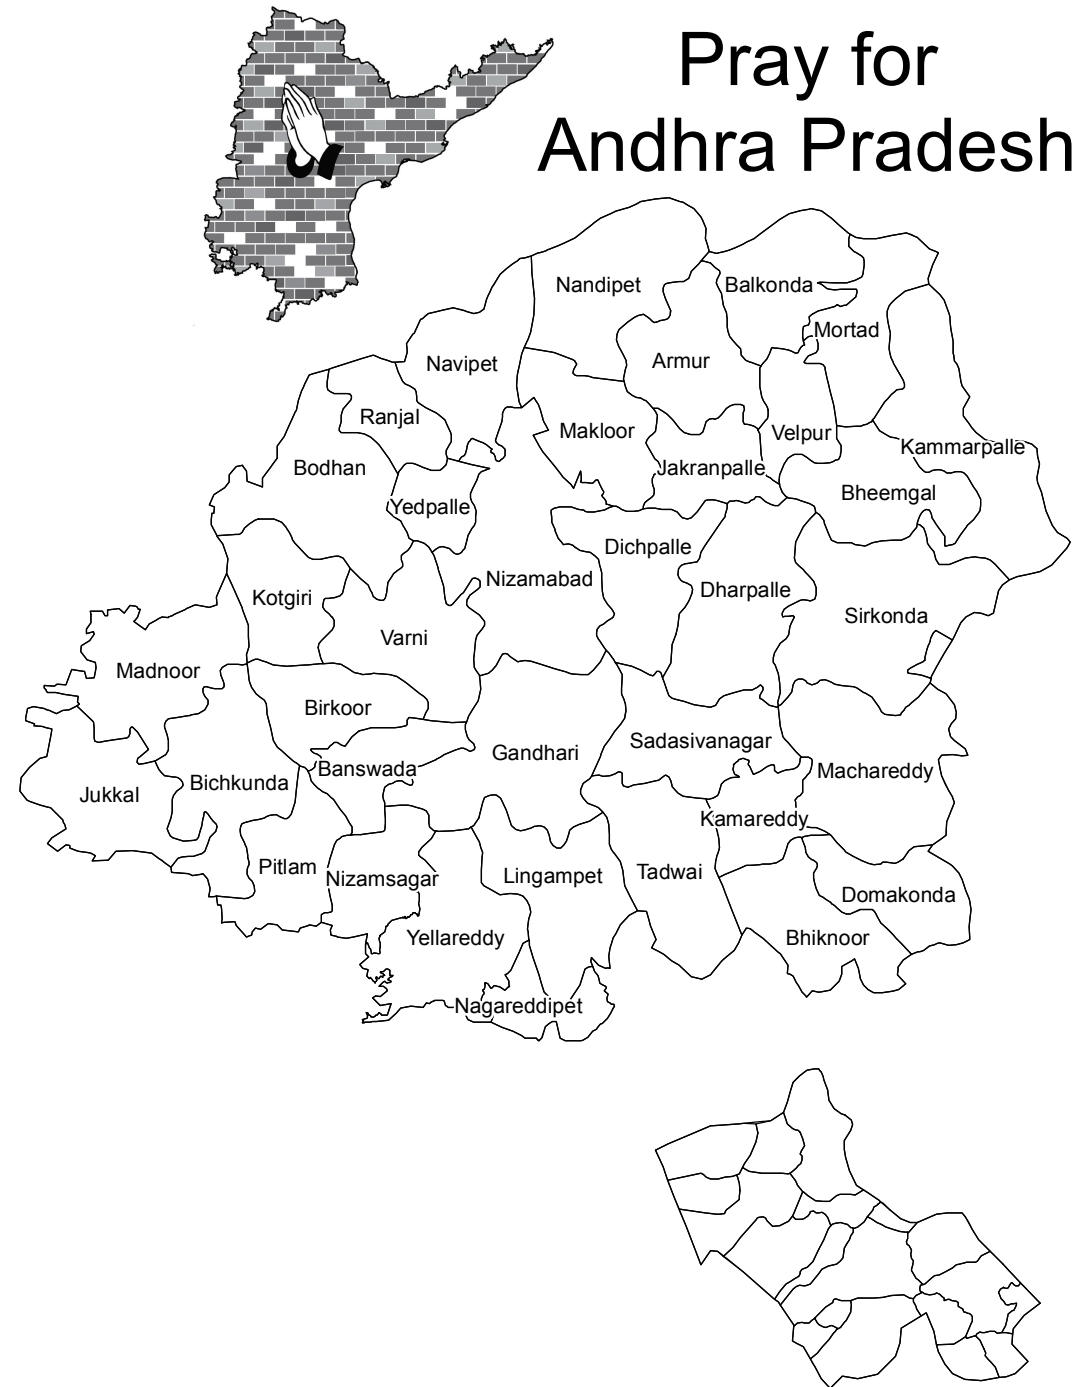 Pray for
Andhra Pradesh
Nandipet
Balkonda
Mortad
Navipet
Armur
Ranjal
Makloor
Velpur
Kammarpalle
Bodhan
Jakranpalle
Yedpalle
Bheemgal
Dichpalle
Nizamabad
Dharpalle
Kotgiri
Sirkonda
Varni
Madnoor
Birkoor
Sadasivanagar
Gandhari
Banswada
Machareddy
Bichkunda
Jukkal
Kamareddy
Pitlam
Nizamsagar
Lingampet
Tadwai
Domakonda
Yellareddy
Bhiknoor
Nagareddipet